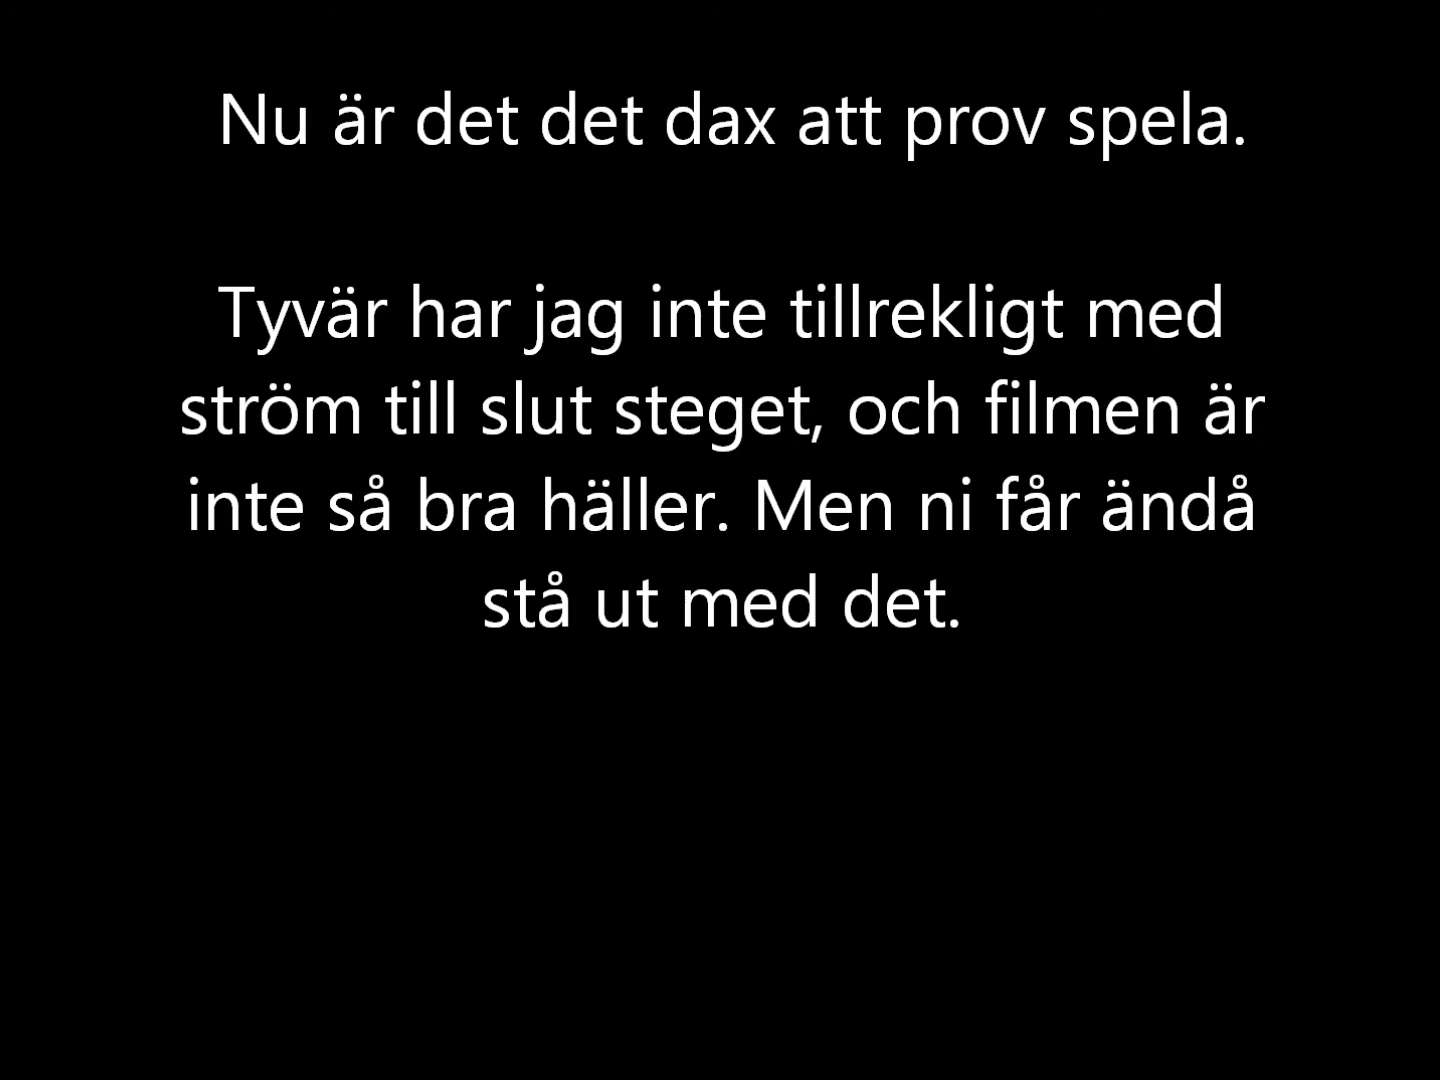 Nu är det det dax att prov spela.
Tyvär har jag inte tillrekligt med
ström till slut steget, och filmen är
inte så bra häller. Men ni får ändå
stå ut med det.